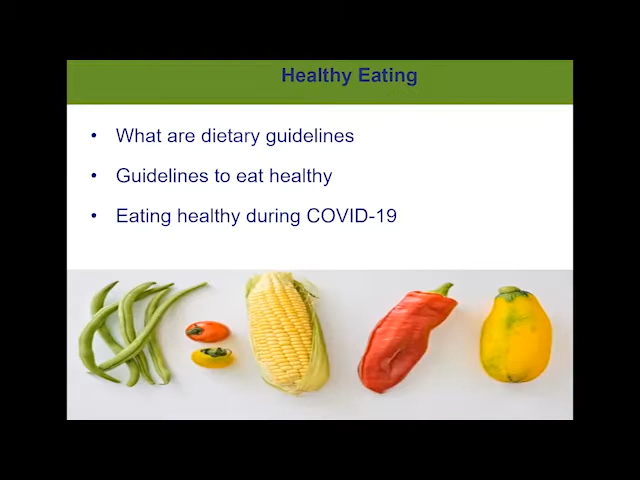 Healthy Eating
• What are dietary guidelines
• Guidelines to eat healthy
• Eating healthy during COVID-19